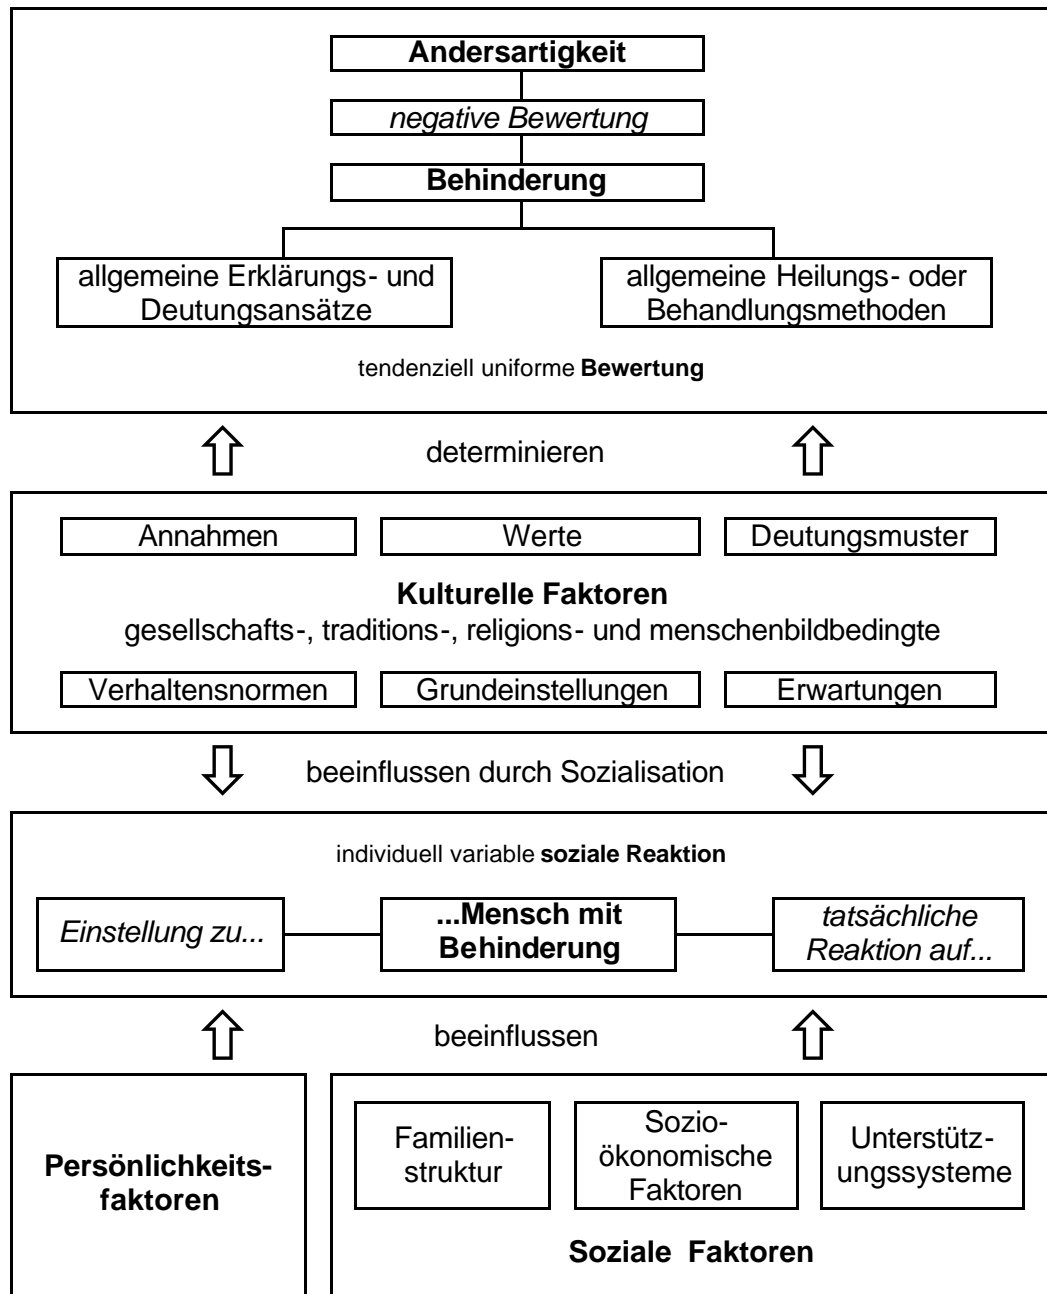 Andersartigkeit
negative Bewertung
Behinderung
allgemeine Erklärungs- und
Deutungsansätze
allgemeine Heilungs- oder
Behandlungsmethoden
tendenziell uniforme Bewertung
determinieren
Annahmen
Werte
Deutungsmuster
Kulturelle Faktoren
gesellschafts-, traditions-, religions- und menschenbildbedingte
Verhaltensnormen
Grundeinstellungen
Erwartungen
beeinflussen durch Sozialisation
individuell variable soziale Reaktion
Einstellung zu...
...Mensch mit
Behinderung
tatsächliche
Reaktion auf...
beeinflussen
Persönlichkeits-
faktoren
Familien-
struktur
Sozio-
ökonomische
Faktoren
Unterstütz-
ungssysteme
Soziale Faktoren